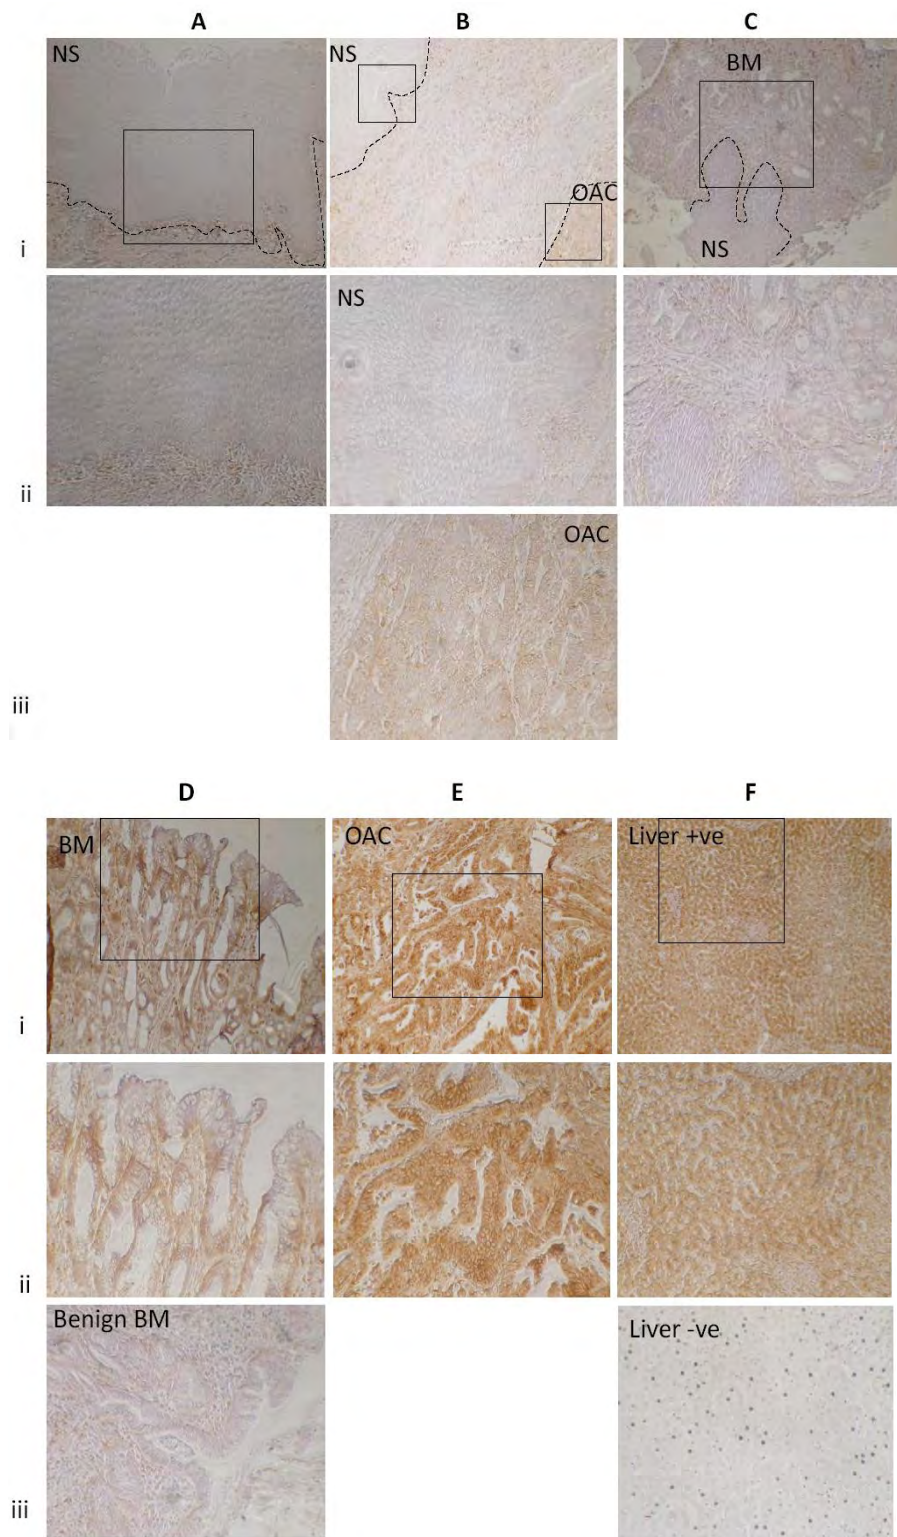 A B C
NS NS BM
OAC
i
NS
NS
ii
OAC
iii
D E F
BM OAC Liver +ve
i
ii
Benign BM Liver -ve
iii